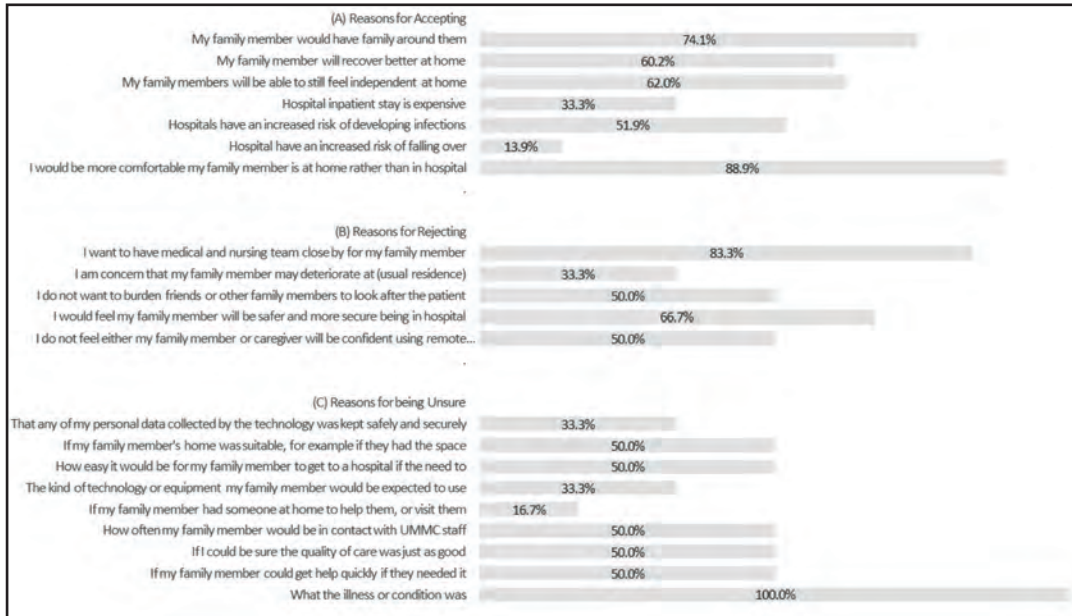 (A) Reasons for Accepting
My family member would have family around them 74.1%
My family member will recover better at home 60.2%
My family members will be able to still feel independent at home 62.0%
Hospital inpatient stay is expensive 33.3%
Hospitals have an increased risk of developing infections 51.9%
Hospital have an increased risk of falling over 13.9%
I would be more comfortable my family member is at home rather than in hospital 88.9%
.
(B) Reasons for Rejecting
I want to have medical and nursing team close by for my family member 83.3%
I am concern that my family member may deteriorate at (usual residence) 33.3%
I do not want to burden friends or other family members to look after the patient 50.0%
I would feel my family member will be safer and more secure being in hospital 66.7%
I do not feel either my family member or caregiver will be confident using remote... 50.0%
.
(C) Reasons for being Unsure
That any of my personal data collected by the technology was kept safely and securely 33.3%
If my family member's home was suitable, for example if they had the space 50.0%
How easy it would be for my family member to get to a hospital if the need to 50.0%
The kind of technology or equipment my family member would be expected to use 33.3%
If my family member had someone at home to help them, or visit them 16.7%
How often my family member would be in contact with UMMC staff 50.0%
If I could be sure the quality of care was just as good 50.0%
If my family member could get help quickly if they needed it 50.0%
What the illness or condition was 100.0%